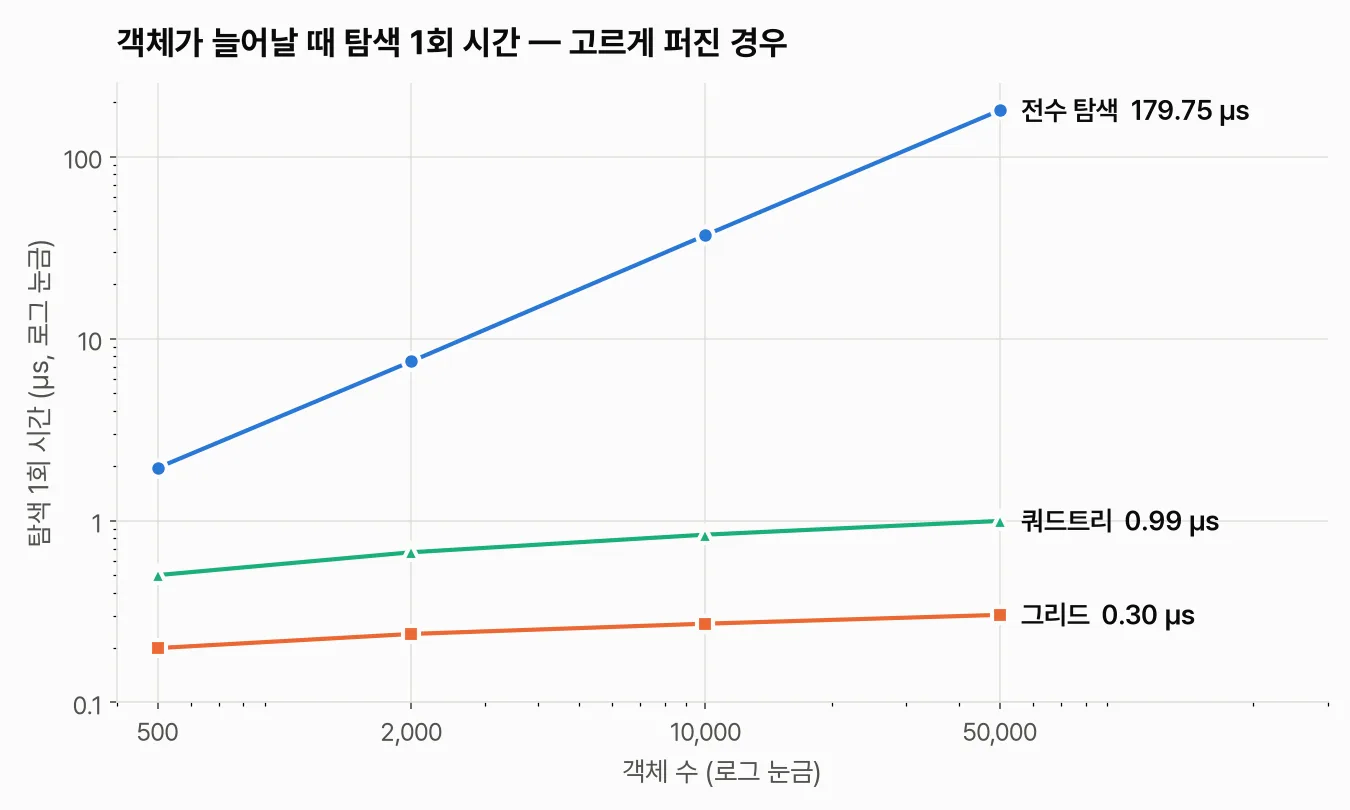 객체가 늘어날 때 탐색 1회 시간 — 고르게 퍼진 경우
전수 탐색 179.75 µs
100
10
1
0.1
탐색 1회 시간 (µs, 로그 눈금)
쿼드트리 0.99 µs
그리드 0.30 µs
500
2,000
10,000
50,000
객체 수 (로그 눈금)